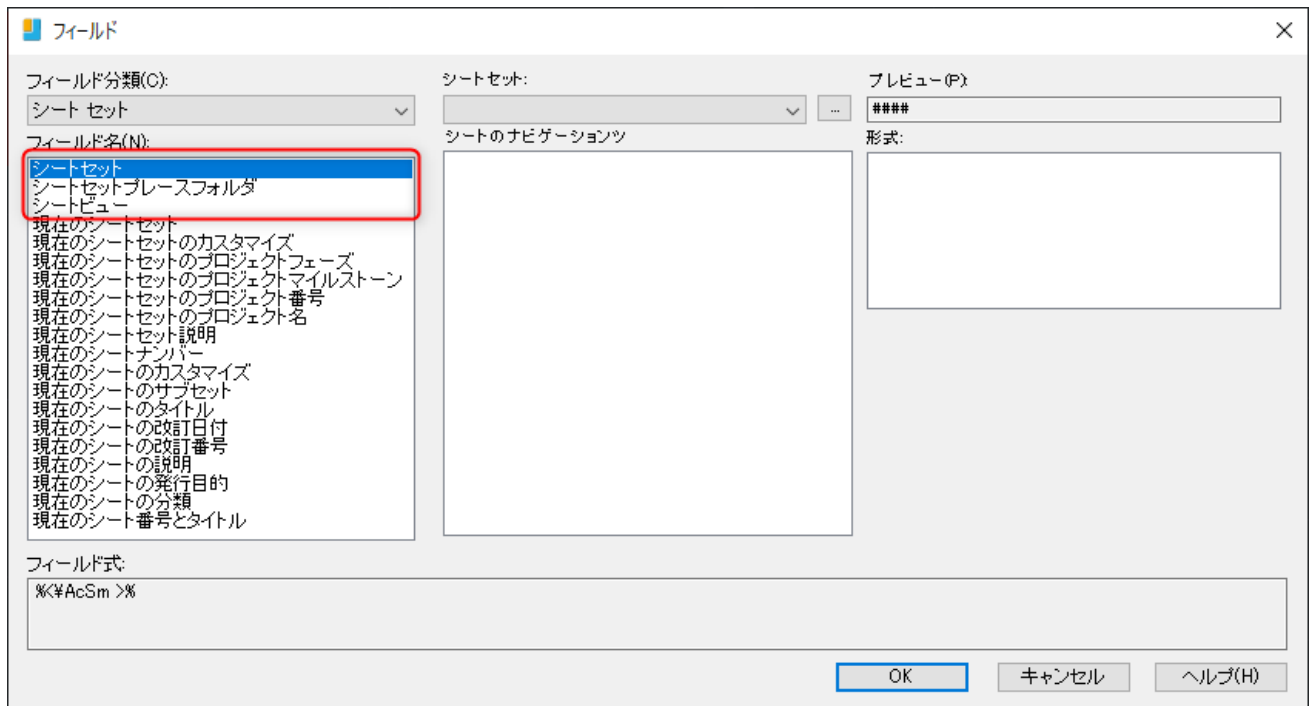 フィールド
フィールド分類(C):
シート セット
フィールド名(N):
シートセット
シートセットプレースフォルダ
シートビュー
現在のシートセット
現在のシートセットのカスタマイズ
現在のシートセットのプロジェクトフェーズ
現在のシートセットのプロジェクトマイルストーン
現在のシートセットのプロジェクト番号
現在のシートセットのプロジェクト名
現在のシートセット説明
現在のシートナンバー
現在のシートのカスタマイズ
現在のシートのサブセット
現在のシートのタイトル
現在のシートの改訂日付
現在のシートの改訂番号
現在のシートの説明
現在のシートの発行目的
現在のシートの分類
現在のシート番号とタイトル
シートセット:
...
シートのナビゲーションツ
プレビュー(P):
####
形式:
フィールド式:
%<¥AcSm >%
OK
キャンセル
ヘルプ(H)